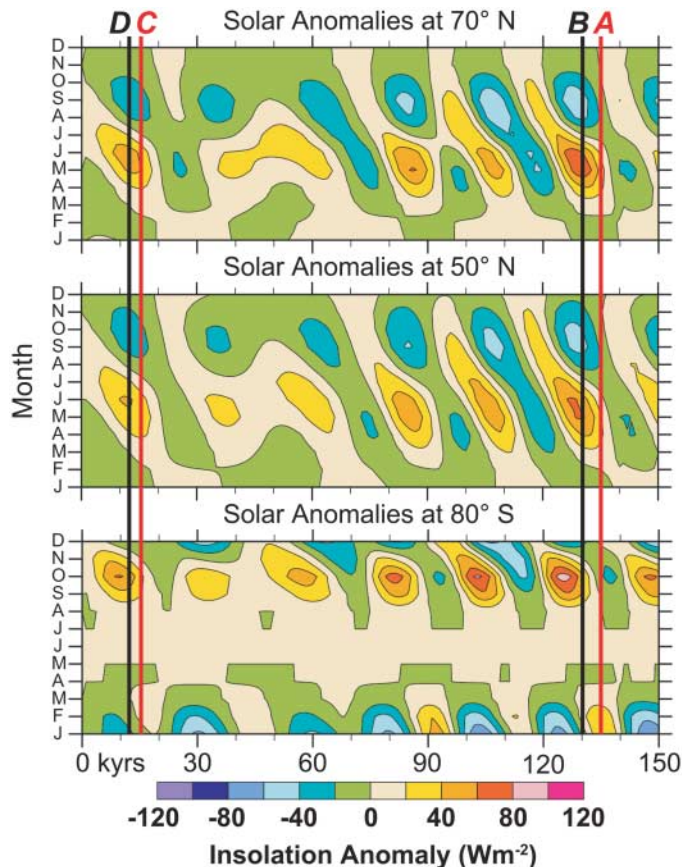 D C Solar Anomalies at 70° N B A
D
N
O
S
A
J
J
M
A
M
F
J
Solar Anomalies at 50° N
D
N
O
S
A
J
J
M
A
M
F
J
Month
Solar Anomalies at 80° S
D
N
O
S
A
J
J
M
A
M
F
J
0 kyrs 30 60 90 120 150
-120 -80 -40 0 40 80 120
Insolation Anomaly (Wm-2)